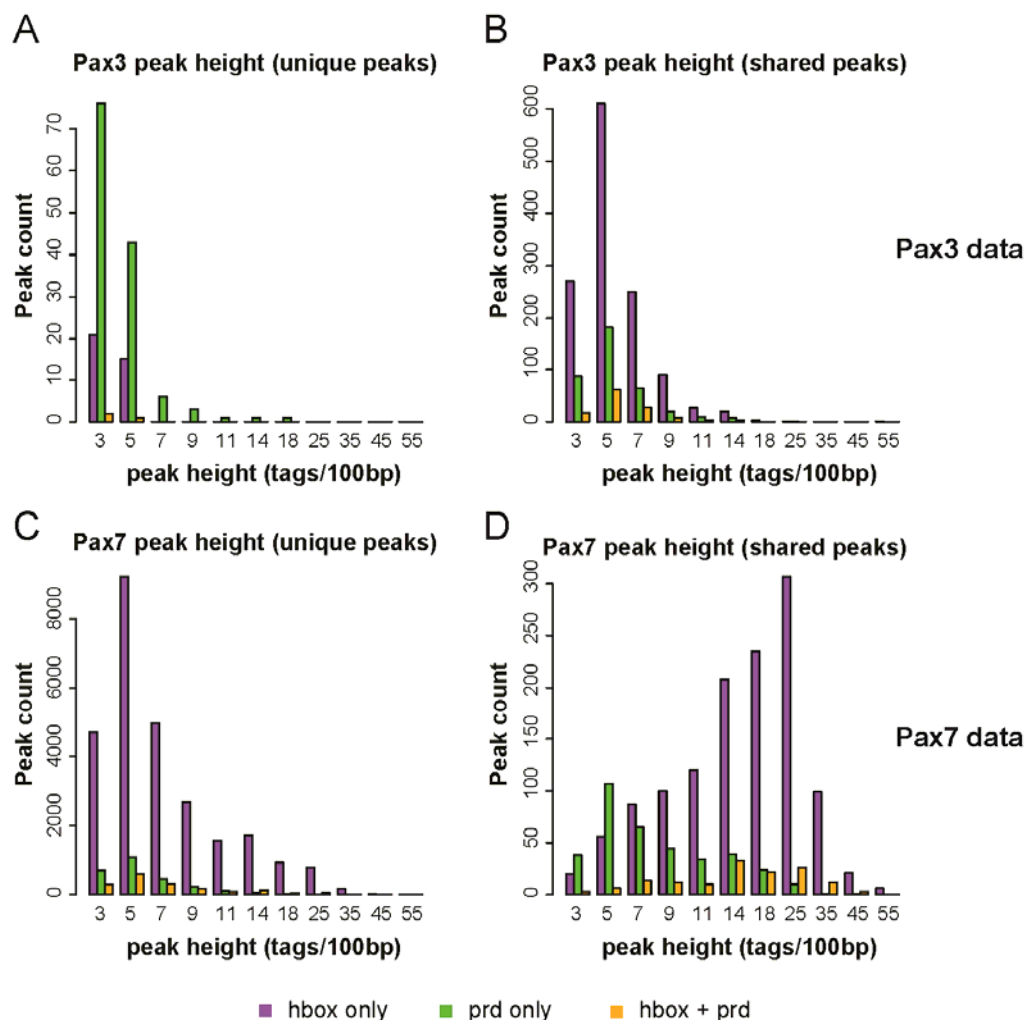 A
Pax3 peak height (unique peaks)
Peak count
0 10 20 30 40 50 60 70
3 5 7 9 11 14 18 25 35 45 55
peak height (tags/100bp)
B
Pax3 peak height (shared peaks)
Peak count
0 100 200 300 400 500 600
3 5 7 9 11 14 18 25 35 45 55
peak height (tags/100bp)
Pax3 data
C
Pax7 peak height (unique peaks)
Peak count
0 2000 4000 6000 8000
3 5 7 9 11 14 18 25 35 45 55
peak height (tags/100bp)
D
Pax7 peak height (shared peaks)
Peak count
0 50 100 150 200 250 300
3 5 7 9 11 14 18 25 35 45 55
peak height (tags/100bp)
Pax7 data
hbox only prd only hbox + prd